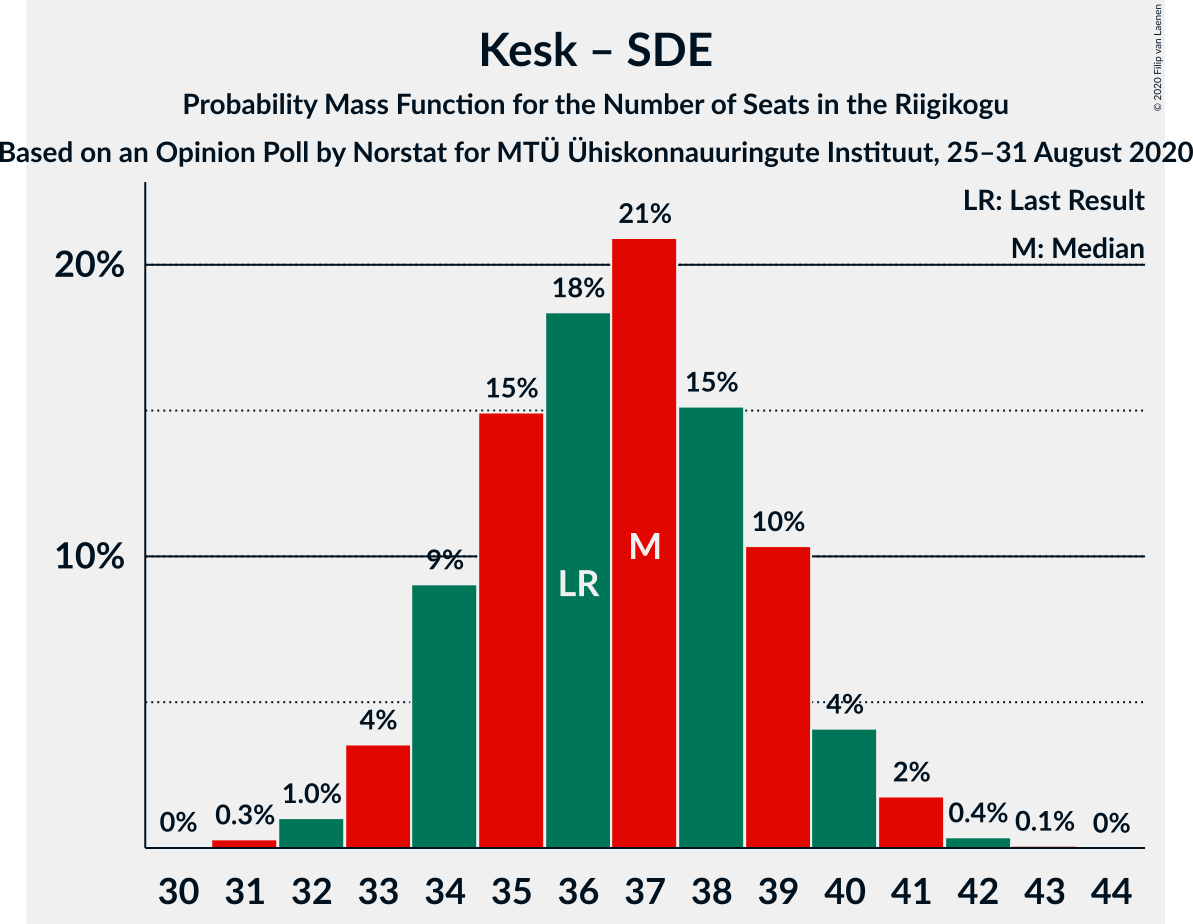 Kesk – SDE
Probability Mass Function for the Number of Seats in the Riigikogu
Based on an Opinion Poll by Norstat for MTÜ Ühiskonnauuringute Instituut, 25–31 August 2020
© 2020 Filip van Laenen
LR: Last Result
M: Median
20%
10%
0%
0.3%
1.0%
4%
9%
15%
18%
21%
15%
10%
4%
2%
0.4%
0.1%
0%
LR
M
30 31 32 33 34 35 36 37 38 39 40 41 42 43 44